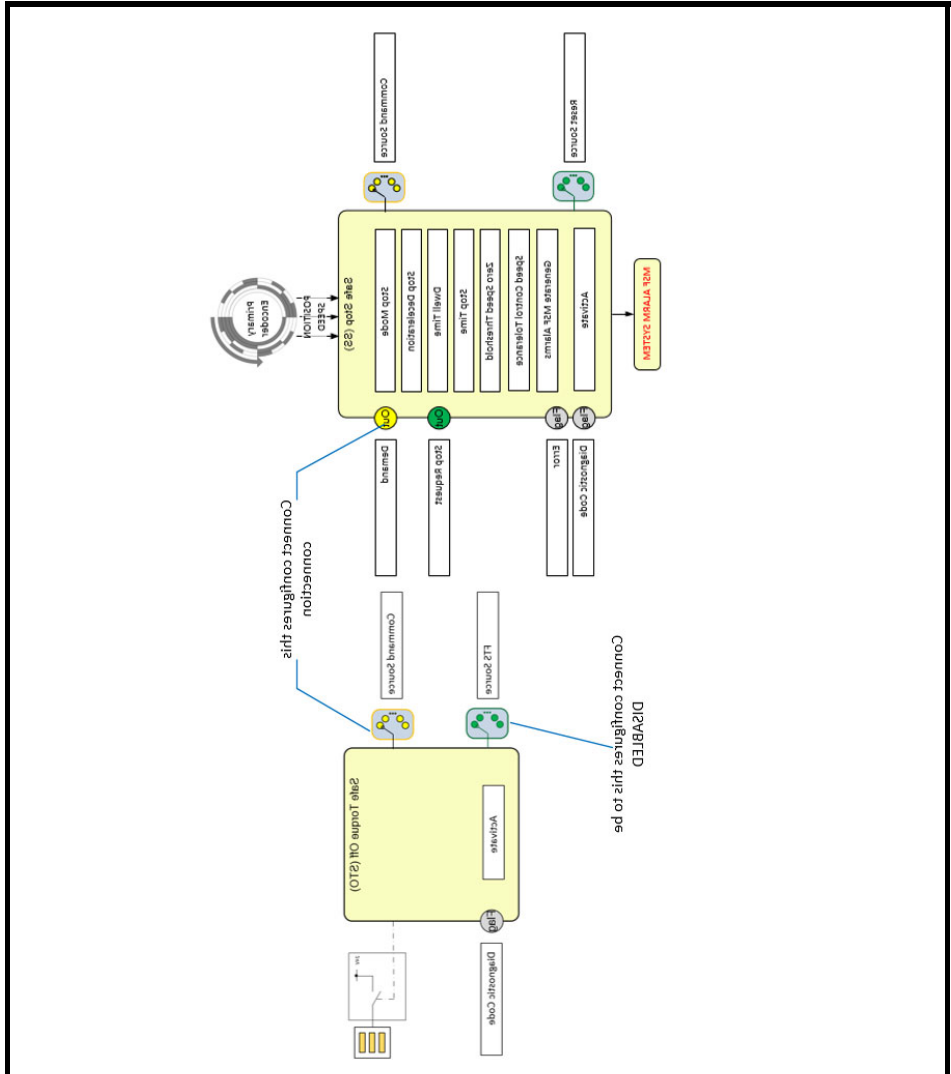 Command Source
Reset Source
Safe Stop (SS)
Stop Mode
Stop Deceleration
Dwell Time
Stop Time
Zero Speed Threshold
Speed Control Tolerance
Generate MSF Alarms
Activate
MSF ALARM SYSTEM
Primary
Encoder
POSITION
SPEED
Out
Out
Flag
Flag
Demand
Stop Request
Error
Diagnostic Code
Connect configures this
connection
Command Source
FTS Source
Connect configures this to be
DISABLED
Safe Torque Off (STO)
Activate
Flag
Diagnostic Code